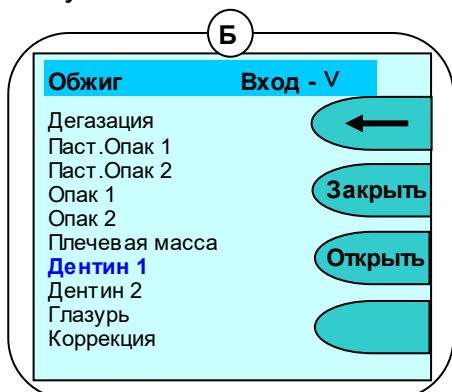 Б
Обжиг Вход - V
Дегазация
Паст.Опак 1
Паст.Опак 2
Опак 1
Закрыть
Опак 2
Плечевая масса
Открыть
Дентин 1
Дентин 2
Глазурь
Коррекция